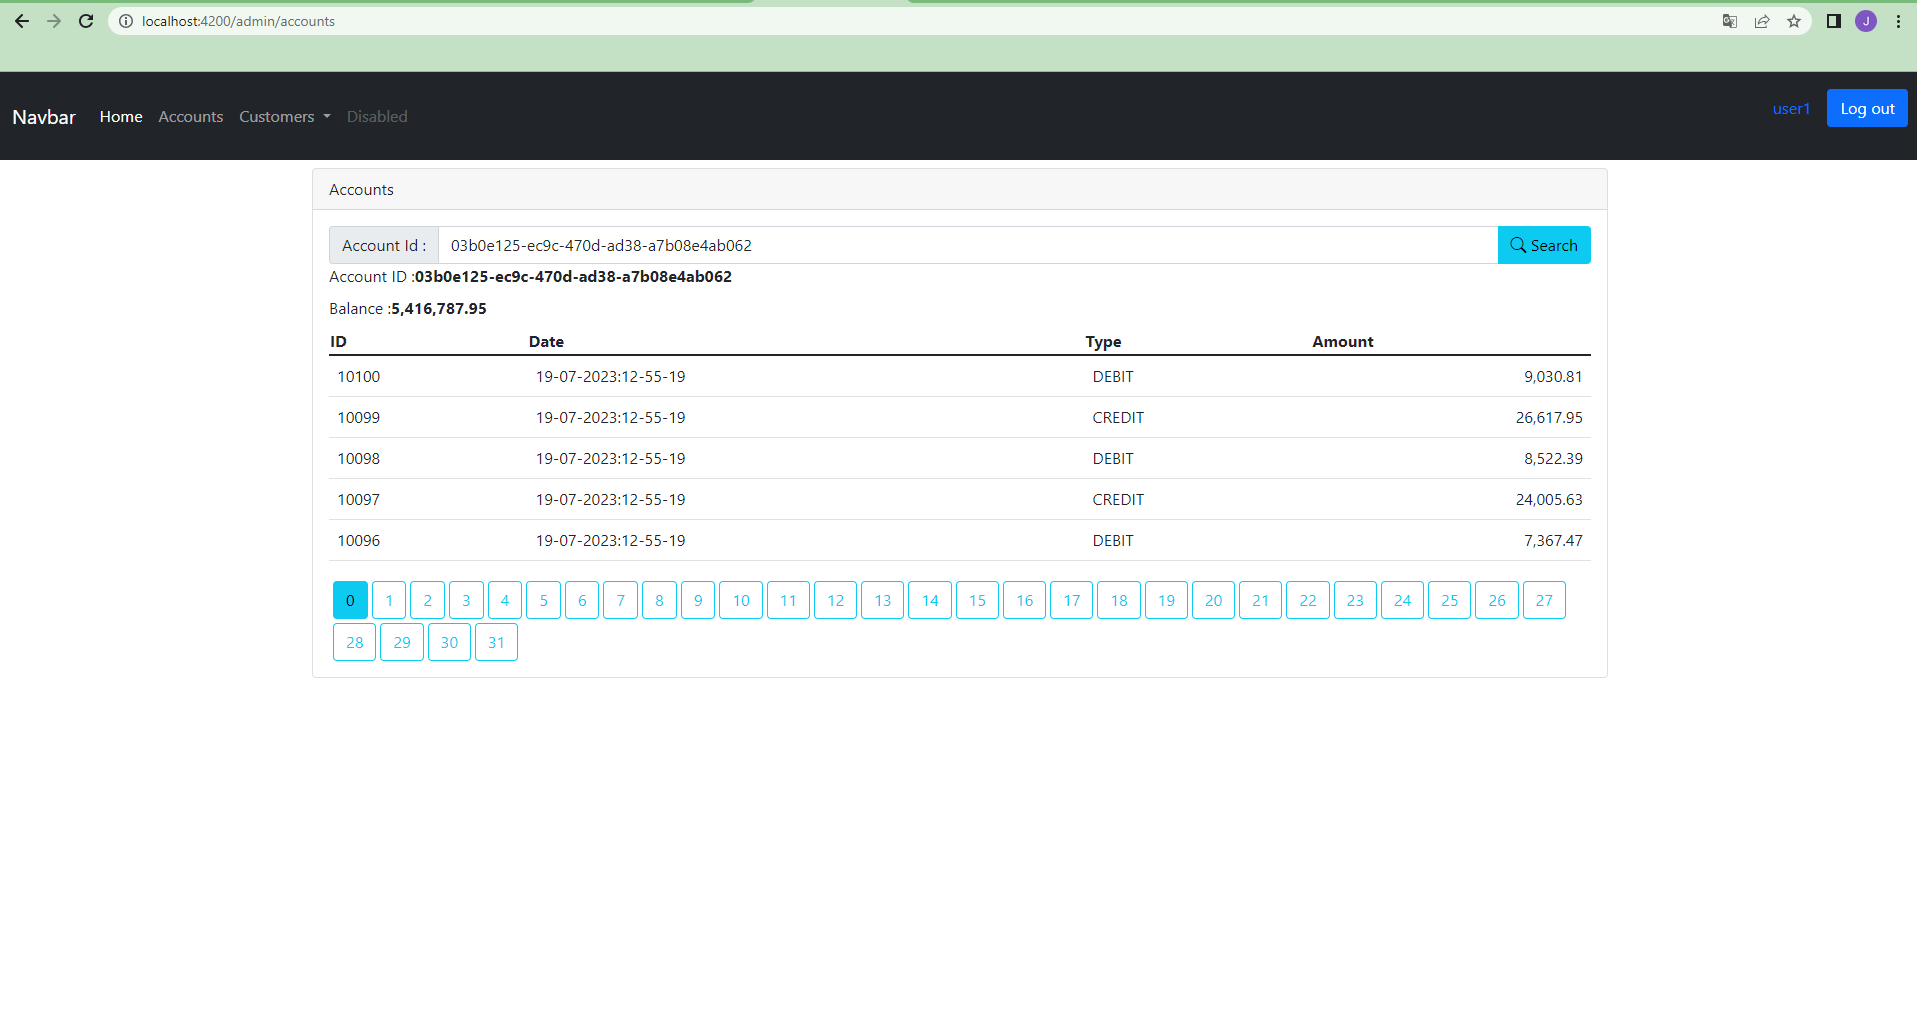 localhost:4200/admin/accounts
J
Navbar Home Accounts Customers Disabled user1 Log out
Accounts
Account Id : 03b0e125-ec9c-470d-ad38-a7b08e4ab062 Search
Account ID :03b0e125-ec9c-470d-ad38-a7b08e4ab062
Balance :5,416,787.95
ID Date Type Amount
10100 19-07-2023:12-55-19 DEBIT 9,030.81
10099 19-07-2023:12-55-19 CREDIT 26,617.95
10098 19-07-2023:12-55-19 DEBIT 8,522.39
10097 19-07-2023:12-55-19 CREDIT 24,005.63
10096 19-07-2023:12-55-19 DEBIT 7,367.47
0 1 2 3 4 5 6 7 8 9 10 11 12 13 14 15 16 17 18 19 20 21 22 23 24 25 26 27
28 29 30 31